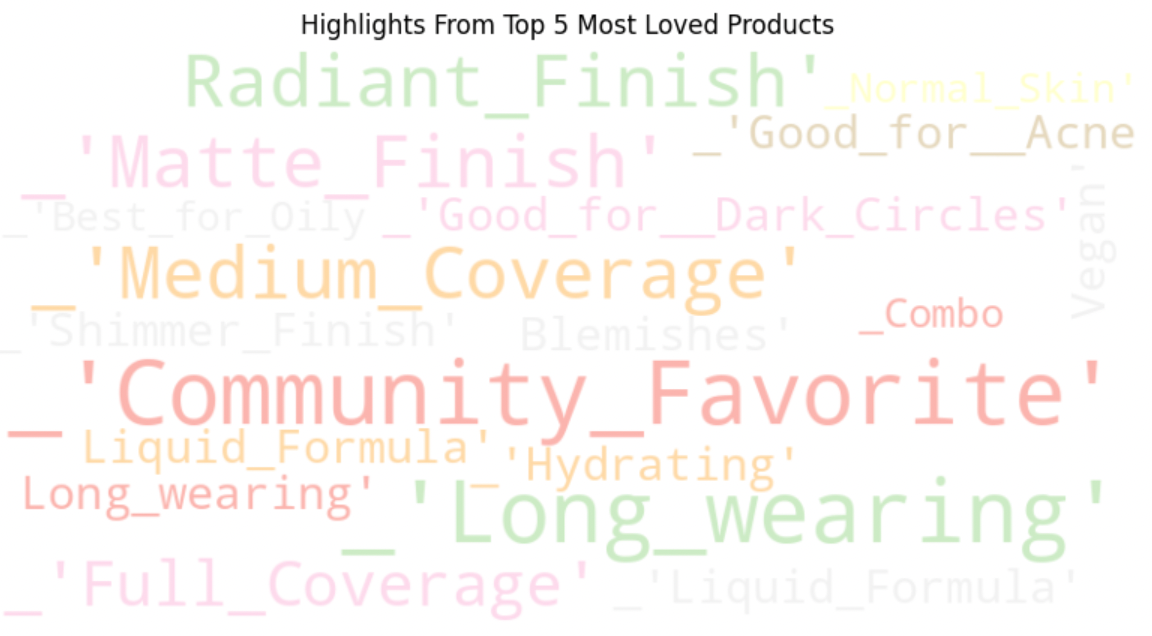 Highlights From Top 5 Most Loved Products
Radiant_Finish'
_Normal_Skin'
_'Good_for__Acne
_'Matte_Finish'
Vegan'
_'Best_for_Oily
_'Good_for__Dark_Circles'
_'Medium_Coverage'
_Combo
_'Shimmer_Finish'
Blemishes'
_'Community_Favorite'
Liquid_Formula'
_'Hydrating'
Long_wearing'
_'Long_wearing'
_'Full_Coverage'
_'Liquid_Formula'